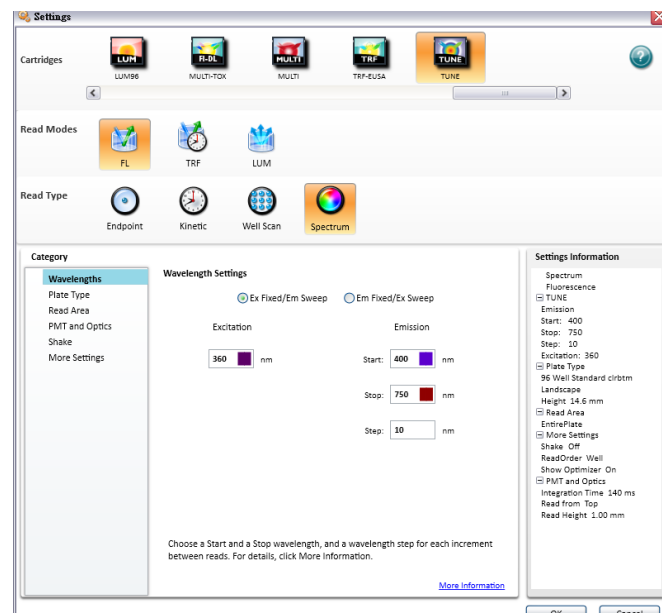 Settings
Cartridges
LUM
R-DL
MULTI
TRF
TUNE
LUM96
MULTI-TOX
MULTI
TRF-EUSA
TUNE
Read Modes
FL
TRF
LUM
Read Type
Endpoint
Kinetic
Well Scan
Spectrum
Category
Wavelengths
Plate Type
Read Area
PMT and Optics
Shake
More Settings
Wavelength Settings
Ex Fixed/Em Sweep
Em Fixed/Ex Sweep
Excitation
Emission
360 nm
Start: 400 nm
Stop: 750 nm
Step: 10 nm
Choose a Start and a Stop wavelength, and a wavelength step for each increment
between reads. For details, click More Information.
More Information
Settings Information
Spectrum
Fluorescence
TUNE
Emission
Start: 400
Stop: 750
Step: 10
Excitation: 360
Plate Type
96 Well Standard clrbtm
Landscape
Height 14.6 mm
Read Area
EntirePlate
More Settings
Shake Off
ReadOrder Well
Show Optimizer On
PMT and Optics
Integration Time 140 ms
Read from Top
Read Height 1.00 mm
OK
Cancel